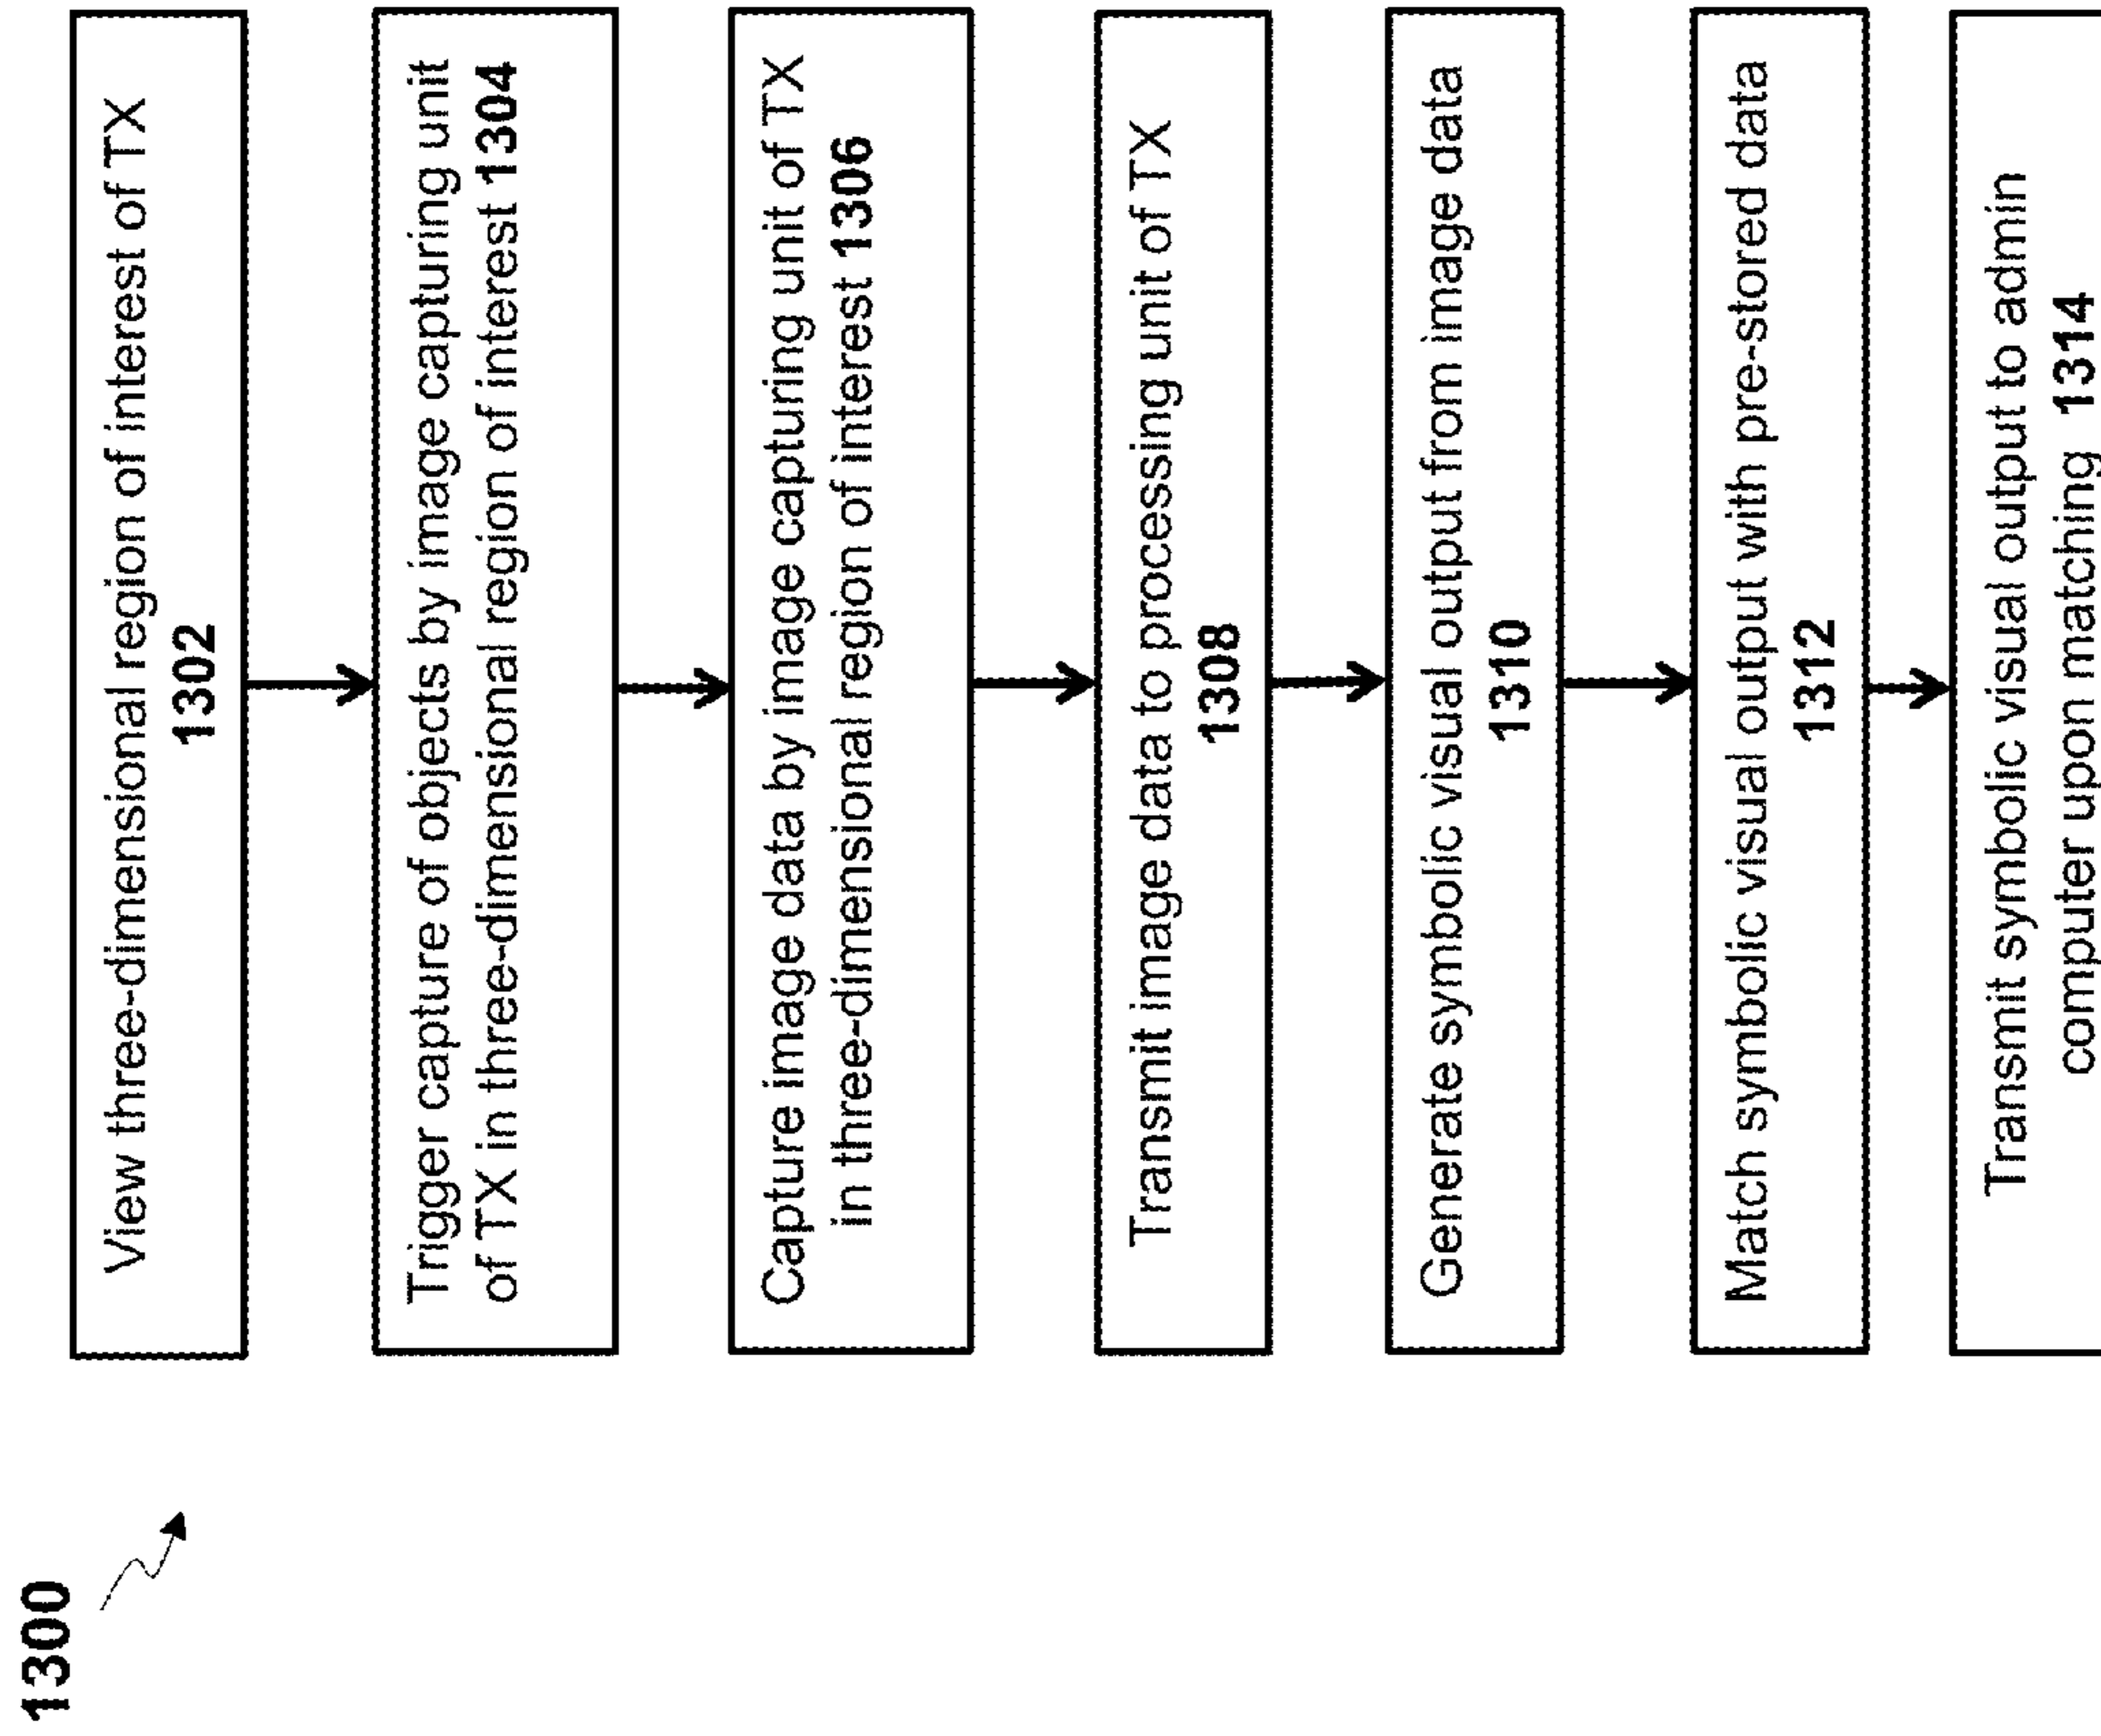 1300
View three-dimensional region of interest of TX
1302
Trigger capture of objects by image capturing unit
of TX in three-dimensional region of interest 1304
Capture image data by image capturing unit of TX
in three-dimensional region of interest 1306
Transmit image data to processing unit of TX
1308
Generate symbolic visual output from image data
1310
Match symbolic visual output with pre-stored data
1312
Transmit symbolic visual output to admin
computer upon matching 1314